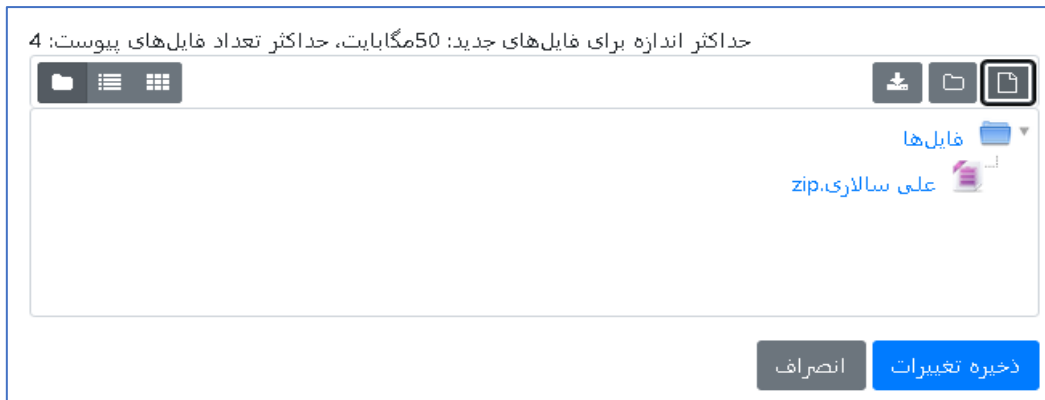 حداکثر اندازه برای فایل‌های جدید: 50مگابایت، حداکثر تعداد فایل‌های پیوست: 4
فایل‌ها
علی سالاری.zip
ذخیره تغییرات
انصراف